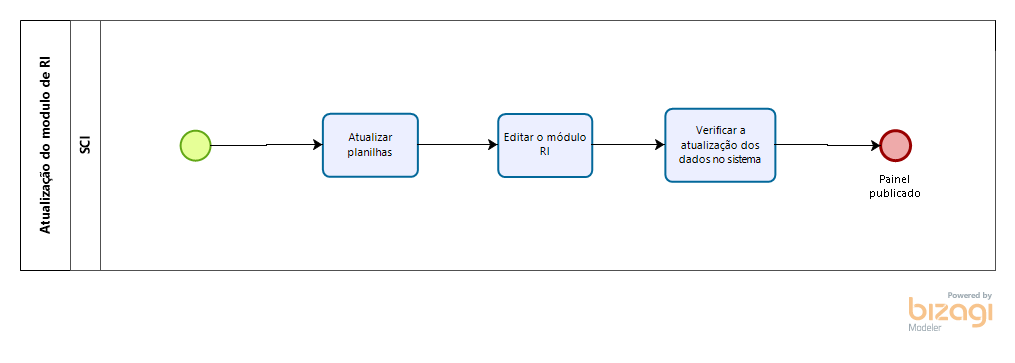 Atualização do modulo de RI
SCI
Atualizar
planilhas
Editar o módulo
RI
Verificar a
atualização dos
dados no sistema
Painel
publicado
Powered by
bizagi
Modeler